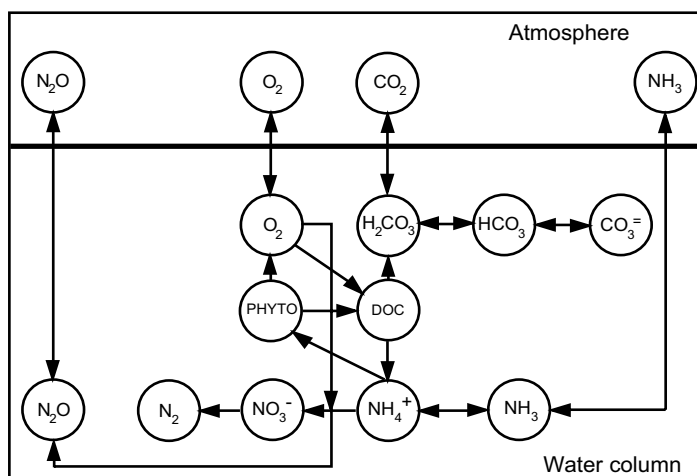 Atmosphere
N₂O
O₂
CO₂
NH₃
O₂
H₂CO₃
HCO₃
CO₃⁼
PHYTO
DOC
N₂O
N₂
NO₃⁻
NH₄⁺
NH₃
Water column